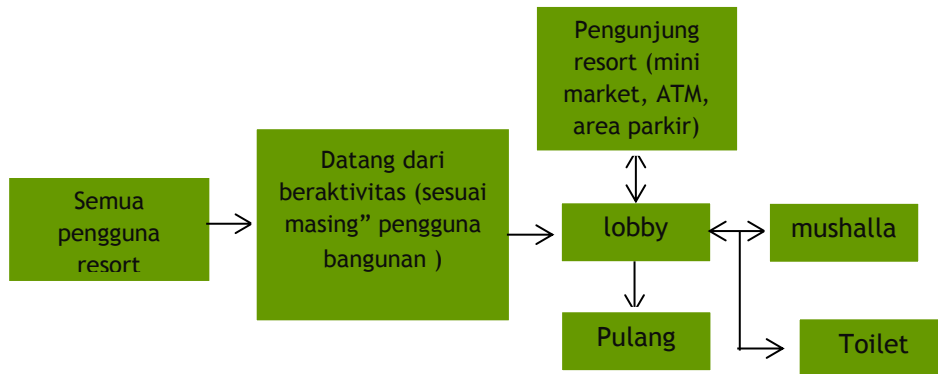 Semua
pengguna
resort
Datang dari
beraktivitas (sesuai
masing” pengguna
bangunan )
Pengunjung
resort (mini
market, ATM,
area parkir)
lobby
Pulang
mushalla
Toilet